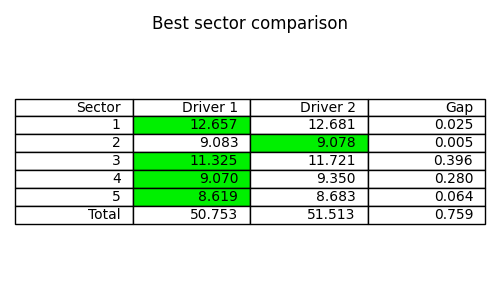 Best sector comparison
Sector Driver 1 Driver 2 Gap
1 12.657 12.681 0.025
2 9.083 9.078 0.005
3 11.325 11.721 0.396
4 9.070 9.350 0.280
5 8.619 8.683 0.064
Total 50.753 51.513 0.759